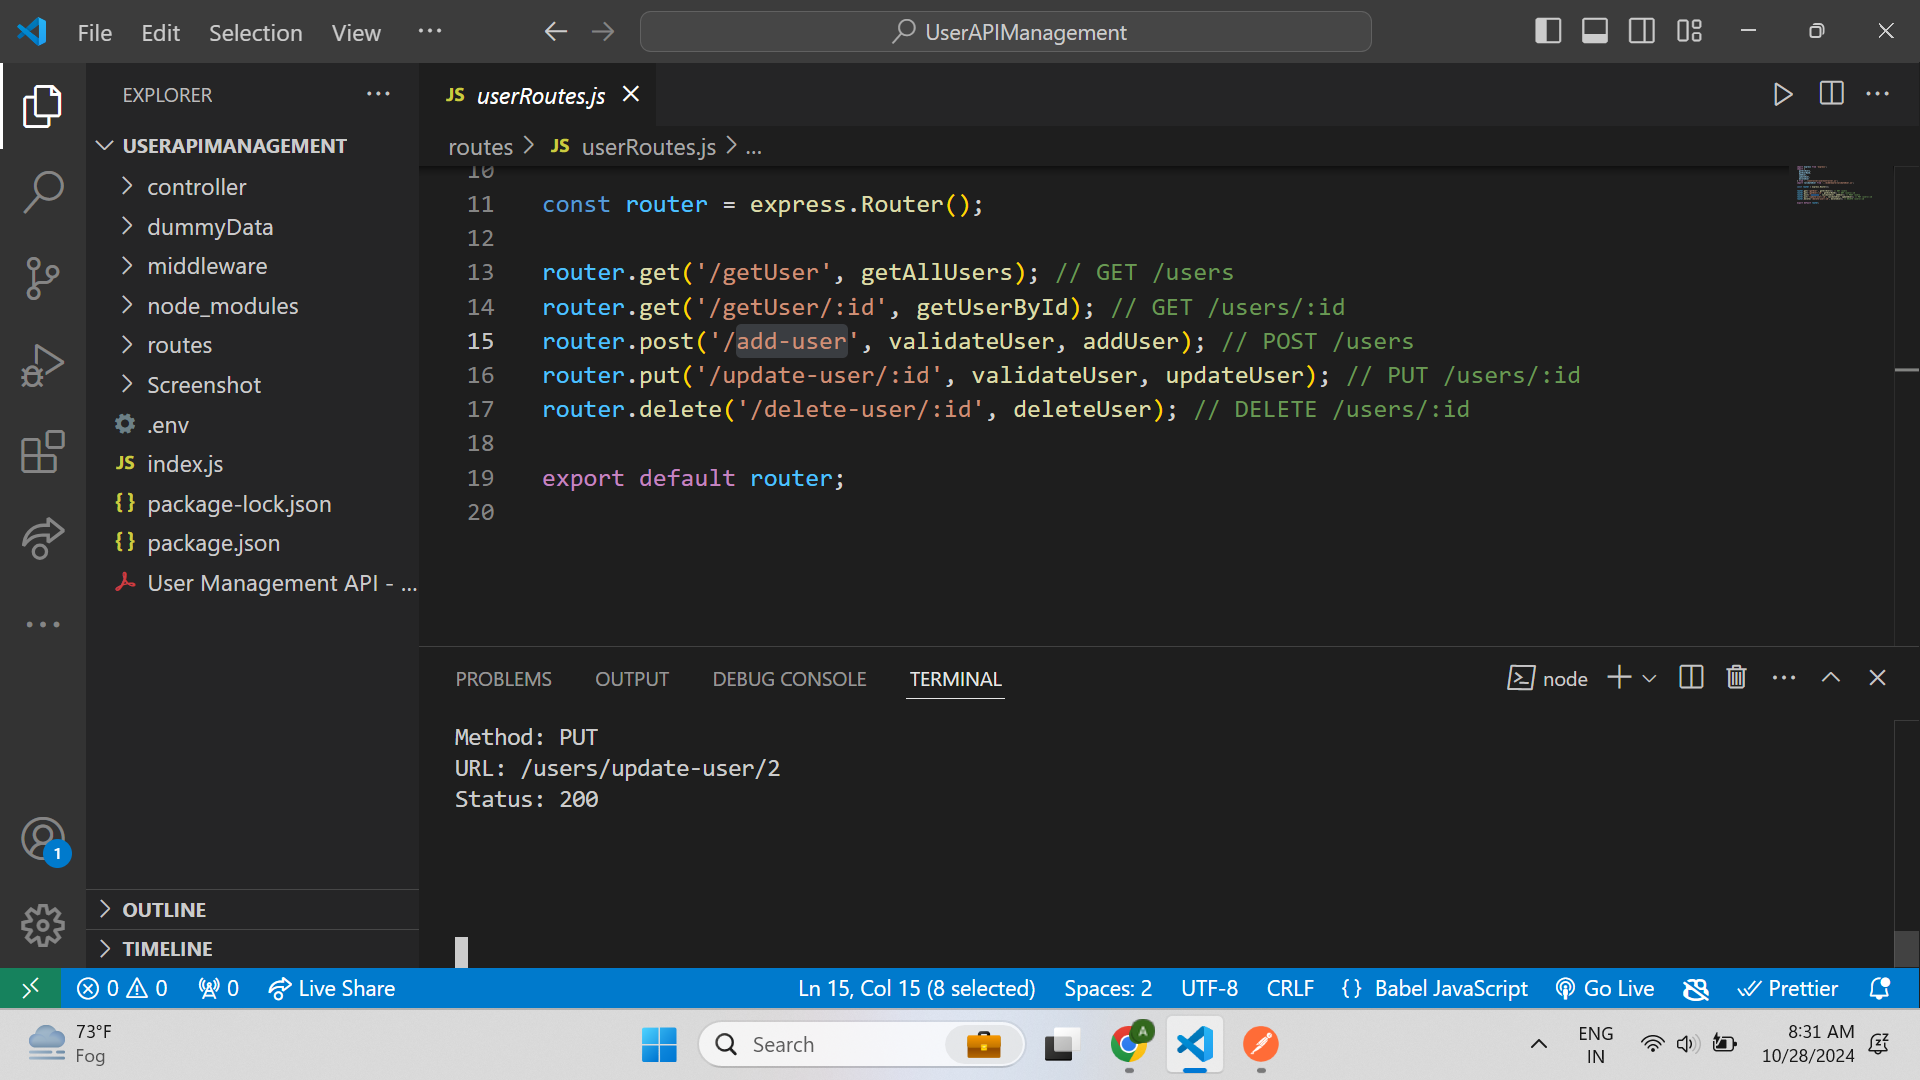 File Edit Selection View ...
UserAPIManagement
EXPLORER ...
USERAPIMANAGEMENT
controller
dummyData
middleware
node_modules
routes
Screenshot
.env
JS index.js
{} package-lock.json
{} package.json
User Management API - ...
OUTLINE
TIMELINE
1
JS userRoutes.js
routes > JS userRoutes.js > ...
10
11 const router = express.Router();
12
13 router.get('/getUser', getAllUsers); // GET /users
14 router.get('/getUser/:id', getUserById); // GET /users/:id
15 router.post('/add-user', validateUser, addUser); // POST /users
16 router.put('/update-user/:id', validateUser, updateUser); // PUT /users/:id
17 router.delete('/delete-user/:id', deleteUser); // DELETE /users/:id
18
19 export default router;
20
PROBLEMS OUTPUT DEBUG CONSOLE TERMINAL
node
Method: PUT
URL: /users/update-user/2
Status: 200
0 0 0 Live Share Ln 15, Col 15 (8 selected) Spaces: 2 UTF-8 CRLF {} Babel JavaScript Go Live Prettier
73°F
Fog
Search
A
ENG
IN
8:31 AM
10/28/2024